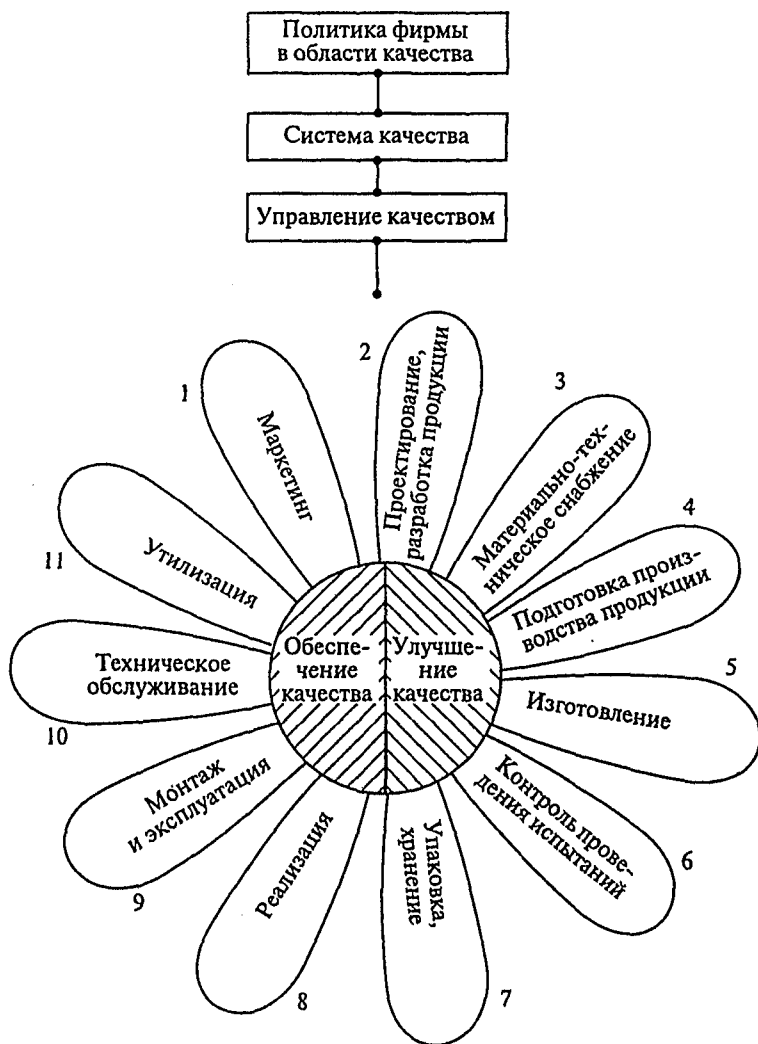 Политика фирмы
в области качества
Система качества
Управление качеством
1
Маркетинг
2
Проектирование,
разработка продукции
3
Материально-тех-
ническое снабжение
4
Подготовка произ-
водства продукции
5
Изготовление
6
Контроль прове-
дения испытаний
7
Упаковка,
хранение
8
Реализация
9
Монтаж
и эксплуатация
10
Техническое
обслуживание
11
Утилизация
Обеспе-
чение
качества
Улучше-
ние
качества